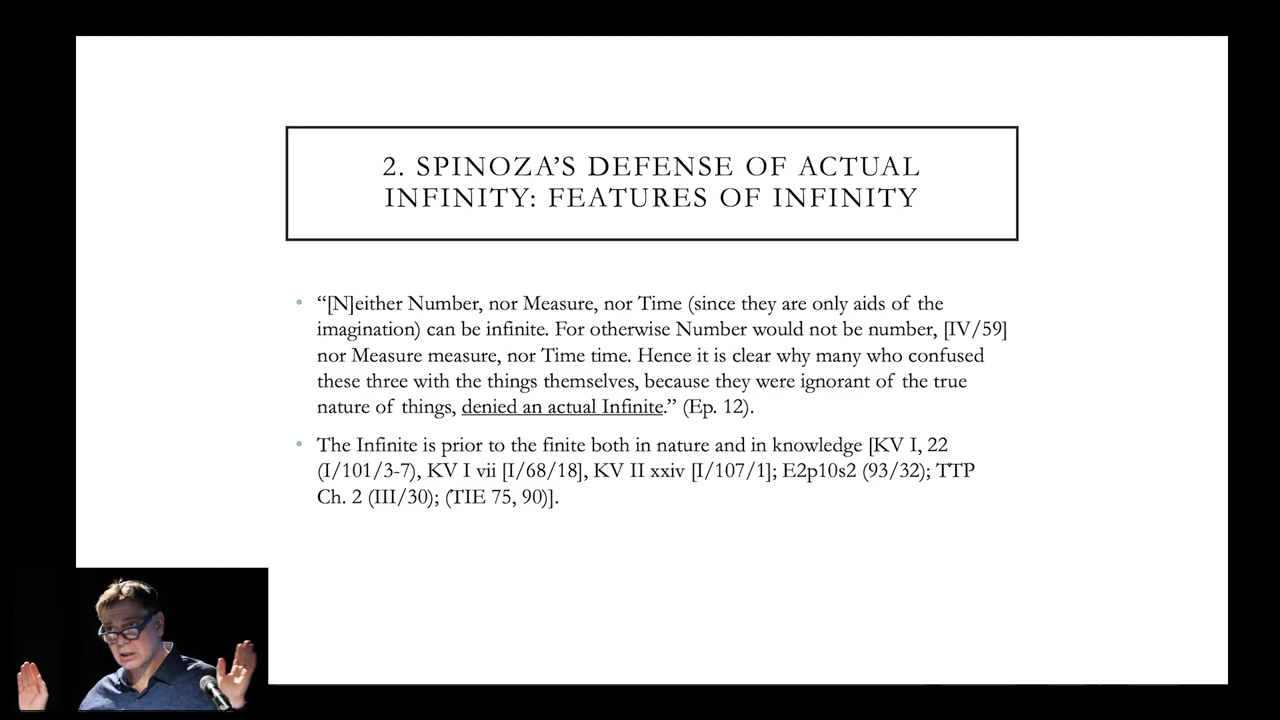 2. SPINOZA’S DEFENSE OF ACTUAL
INFINITY: FEATURES OF INFINITY
• “[N]either Number, nor Measure, nor Time (since they are only aids of the
imagination) can be infinite. For otherwise Number would not be number, [IV/59]
nor Measure measure, nor Time time. Hence it is clear why many who confused
these three with the things themselves, because they were ignorant of the true
nature of things, denied an actual Infinite.” (Ep. 12).
• The Infinite is prior to the finite both in nature and in knowledge [KV I, 22
(I/101/3-7), KV I vii [I/68/18], KV II xxiv [I/107/1]; E2p10s2 (93/32); TTP
Ch. 2 (III/30); (TIE 75, 90)].